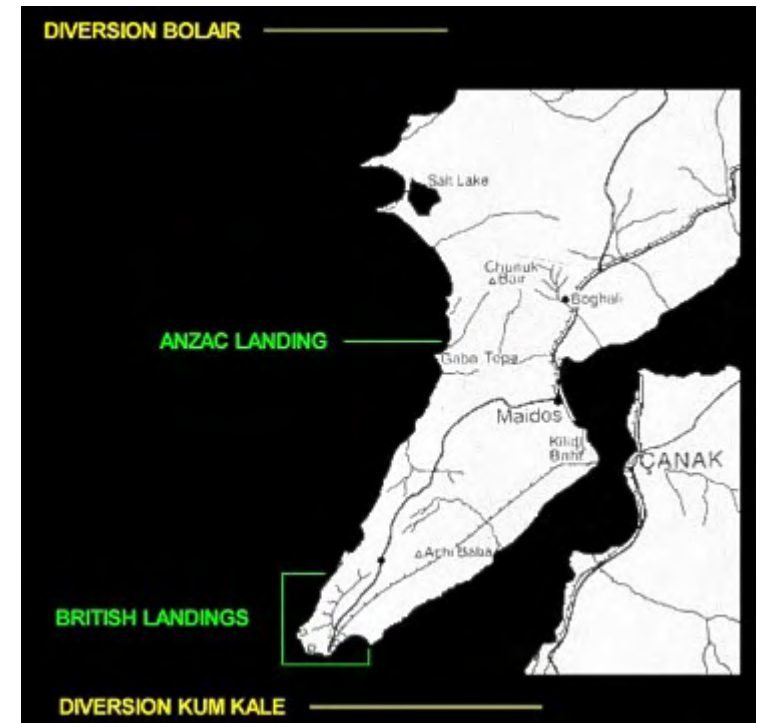 DIVERSION BOLAIR
Salt Lake
Chunuk
Bair
Boghali
ANZAC LANDING
Gaba Tepe
Maidos
Kilid
Bahr
ÇANAK
Achi Baba
BRITISH LANDINGS
DIVERSION KUM KALE